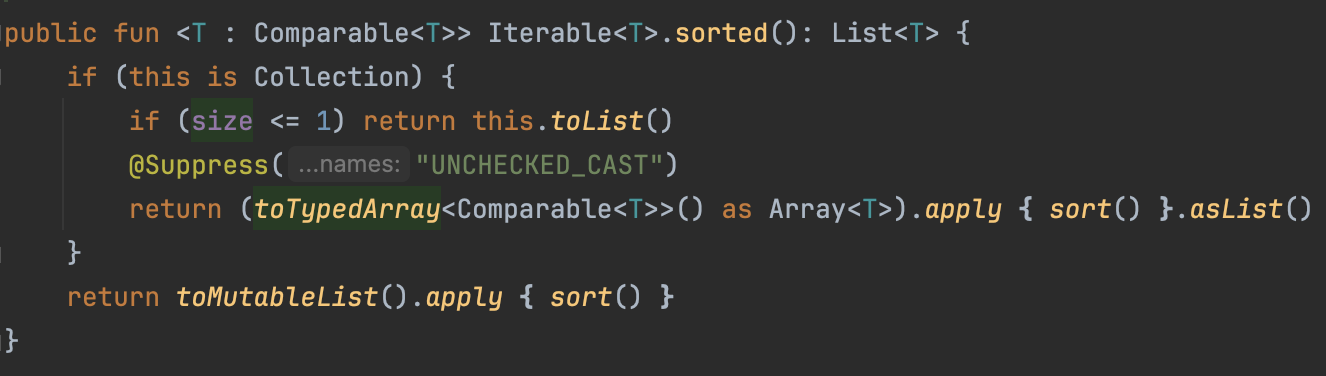 public fun <T : Comparable<T>> Iterable<T>.sorted(): List<T> {
    if (this is Collection) {
        if (size <= 1) return this.toList()
        @Suppress( ...names: "UNCHECKED_CAST")
        return (toTypedArray<Comparable<T>>() as Array<T>).apply { sort() }.asList()
    }
    return toMutableList().apply { sort() }
}